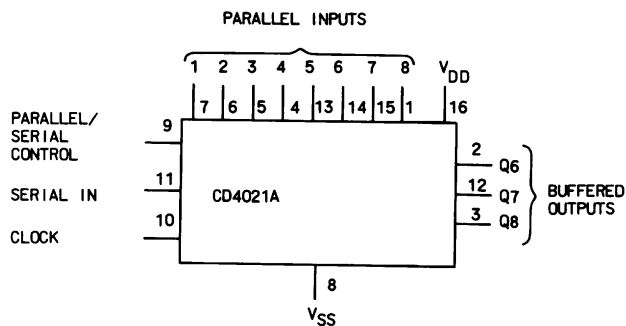 PARALLEL INPUTS
1 2 3 4 5 6 7 8 VDD
7 6 5 4 13 14 15 1 16
PARALLEL/
SERIAL
CONTROL
9
SERIAL IN
11
CLOCK
10
CD4021A
2 Q6
12 Q7
3 Q8
BUFFERED
OUTPUTS
8
VSS